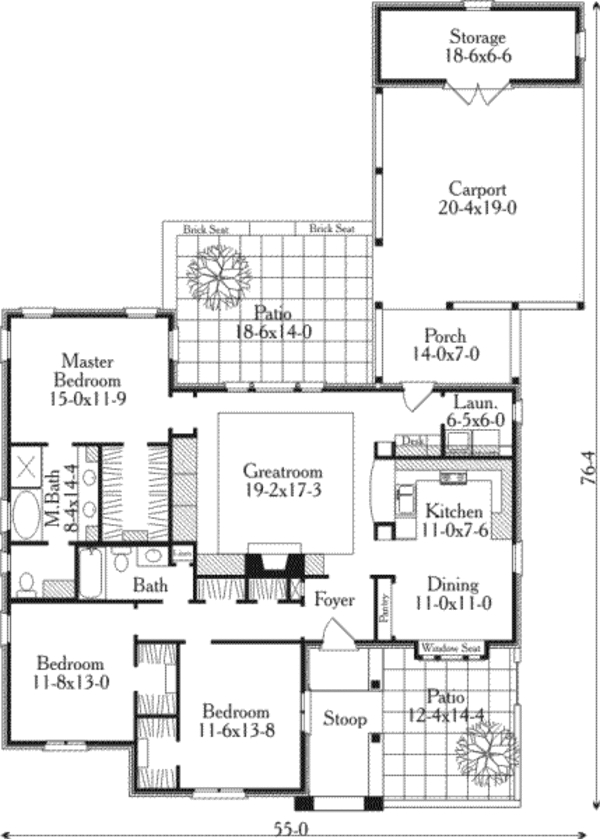 Storage
18-6x6-6
Carport
20-4x19-0
Brick Seat
Brick Seat
Patio
18-6x14-0
Porch
14-0x7-0
Master
Bedroom
15-0x11-9
Laun.
6-5x6-0
Desk
Greatroom
19-2x17-3
M.Bath
8-4x14-4
Kitchen
11-0x7-6
76-4
Linen
Bath
Foyer
Dining
11-0x11-0
Pantry
Window Seat
Bedroom
11-8x13-0
Bedroom
11-6x13-8
Stoop
Patio
12-4x14-4
55-0